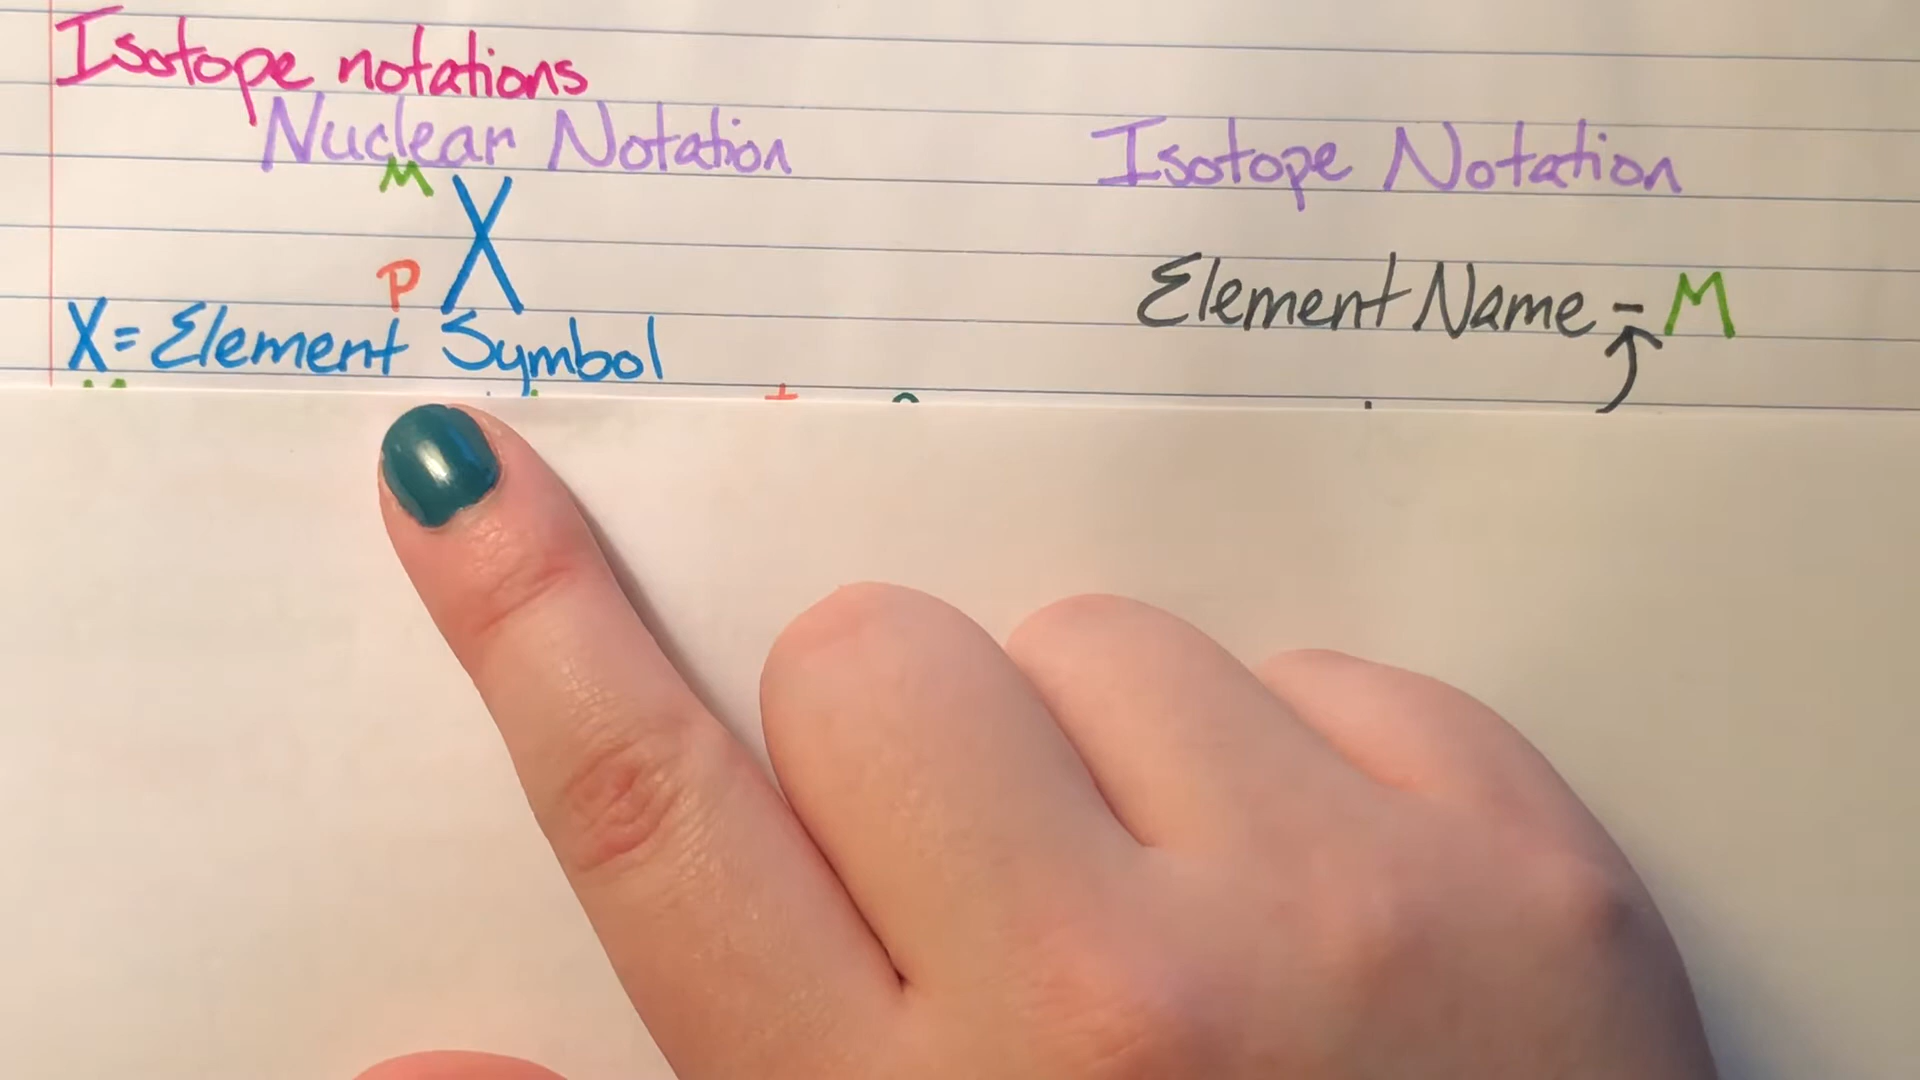 Isotope notations
Nuclear Notation
M
X
P
X = Element Symbol
Isotope Notation
Element Name - M